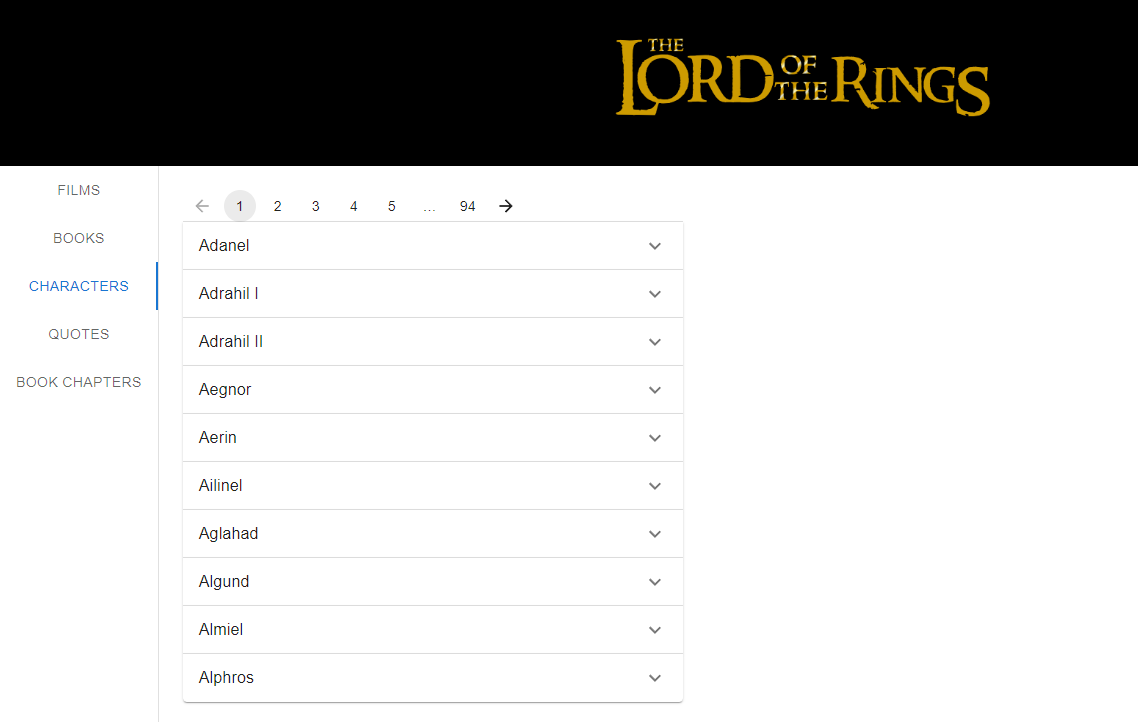 THE LORD OF THE RINGS
FILMS
BOOKS
CHARACTERS
QUOTES
BOOK CHAPTERS
1 2 3 4 5 ... 94
Adanel
Adrahil I
Adrahil II
Aegnor
Aerin
Ailinel
Aglahad
Algund
Almiel
Alphros